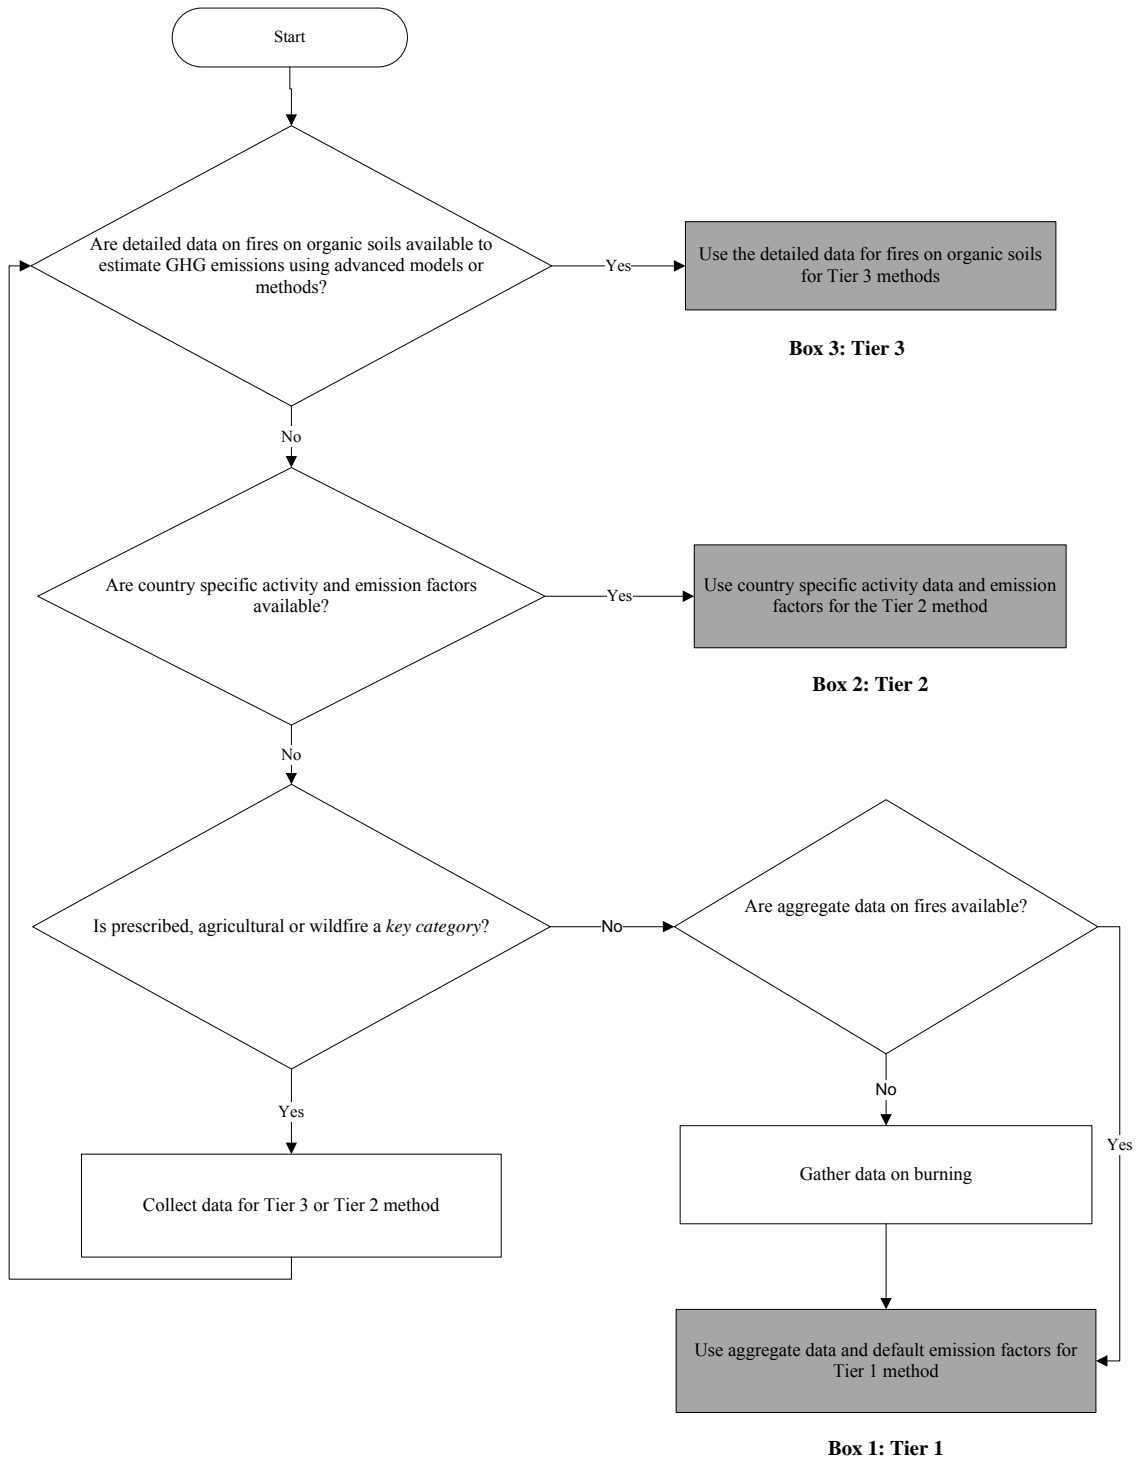 Start
Are detailed data on fires on organic soils available to
estimate GHG emissions using advanced models or
methods?
Yes
Use the detailed data for fires on organic soils
for Tier 3 methods
Box 3: Tier 3
No
Are country specific activity and emission factors
available?
Yes
Use country specific activity data and emission
factors for the Tier 2 method
Box 2: Tier 2
No
Is prescribed, agricultural or wildfire a key category?
No
Are aggregate data on fires available?
Yes
Collect data for Tier 3 or Tier 2 method
No
Yes
Gather data on burning
Use aggregate data and default emission factors for
Tier 1 method
Box 1: Tier 1